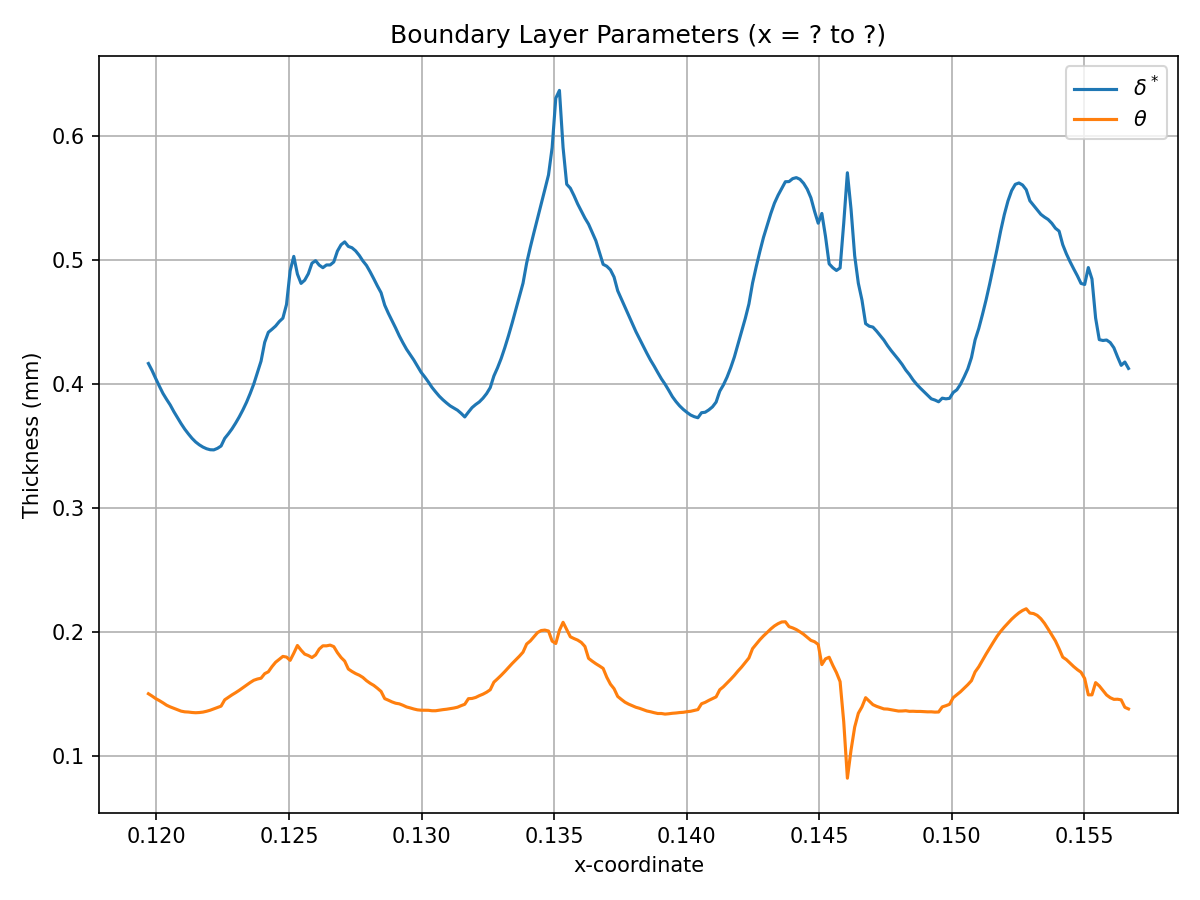 Boundary Layer Parameters (x = ? to ?)
δ*
θ
Thickness (mm)
0.6
0.5
0.4
0.3
0.2
0.1
0.120 0.125 0.130 0.135 0.140 0.145 0.150 0.155
x-coordinate